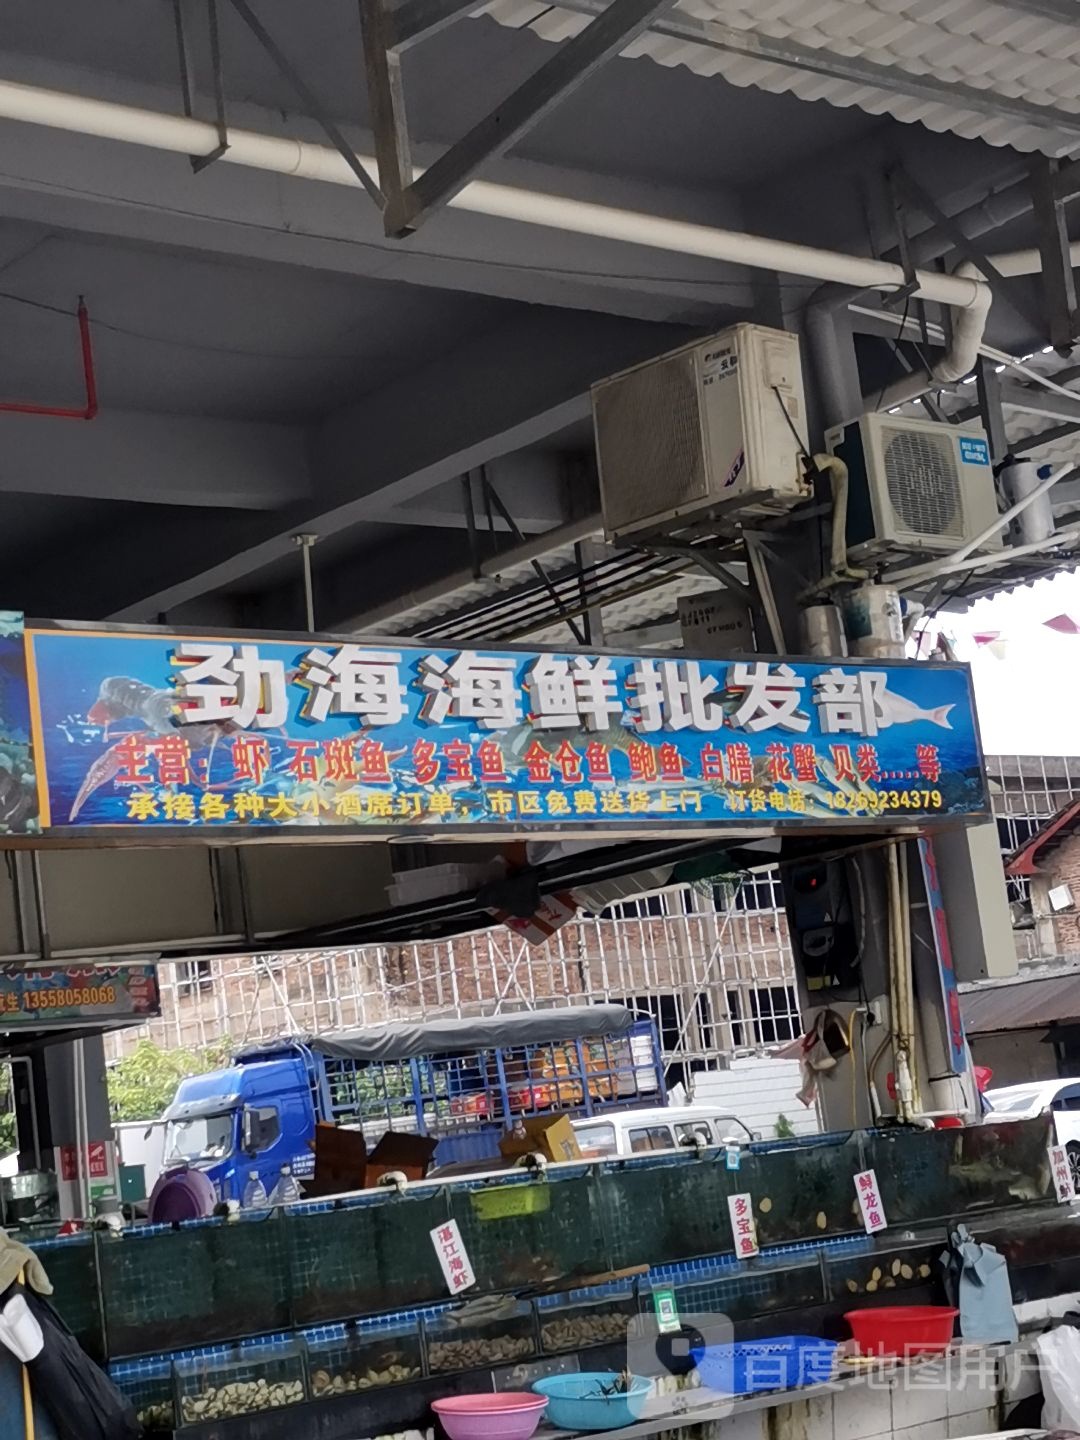 劲海海鲜批发部
主营：虾 石斑鱼 多宝鱼 金仓鱼 鲍鱼 白膳 花蟹 贝类.....等
承接各种大小酒席订单，市区免费送货上门 订货电话：18269234379
生 13558058068
湛江海虾
多宝鱼
鲟龙鱼
加州鲈
百度地图用户